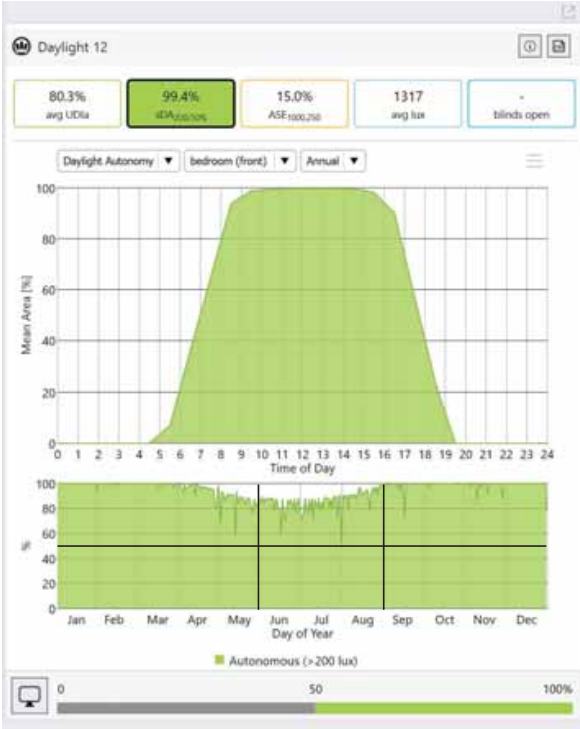 Daylight 12
80.3% 99.4% 15.0% 1317 -
avg UDIa sDA200/50% ASE1000,250 avg lux blinds open
Daylight Autonomy ▼ bedroom (front) ▼ Annual ▼
100
80
60
40
20
0
Mean Area [%]
0 1 2 3 4 5 6 7 8 9 10 11 12 13 14 15 16 17 18 19 20 21 22 23 24
Time of Day
100
80
60
40
20
0
%
Jan Feb Mar Apr May Jun Jul Aug Sep Oct Nov Dec
Day of Year
Autonomous (>200 lux)
0 50 100%